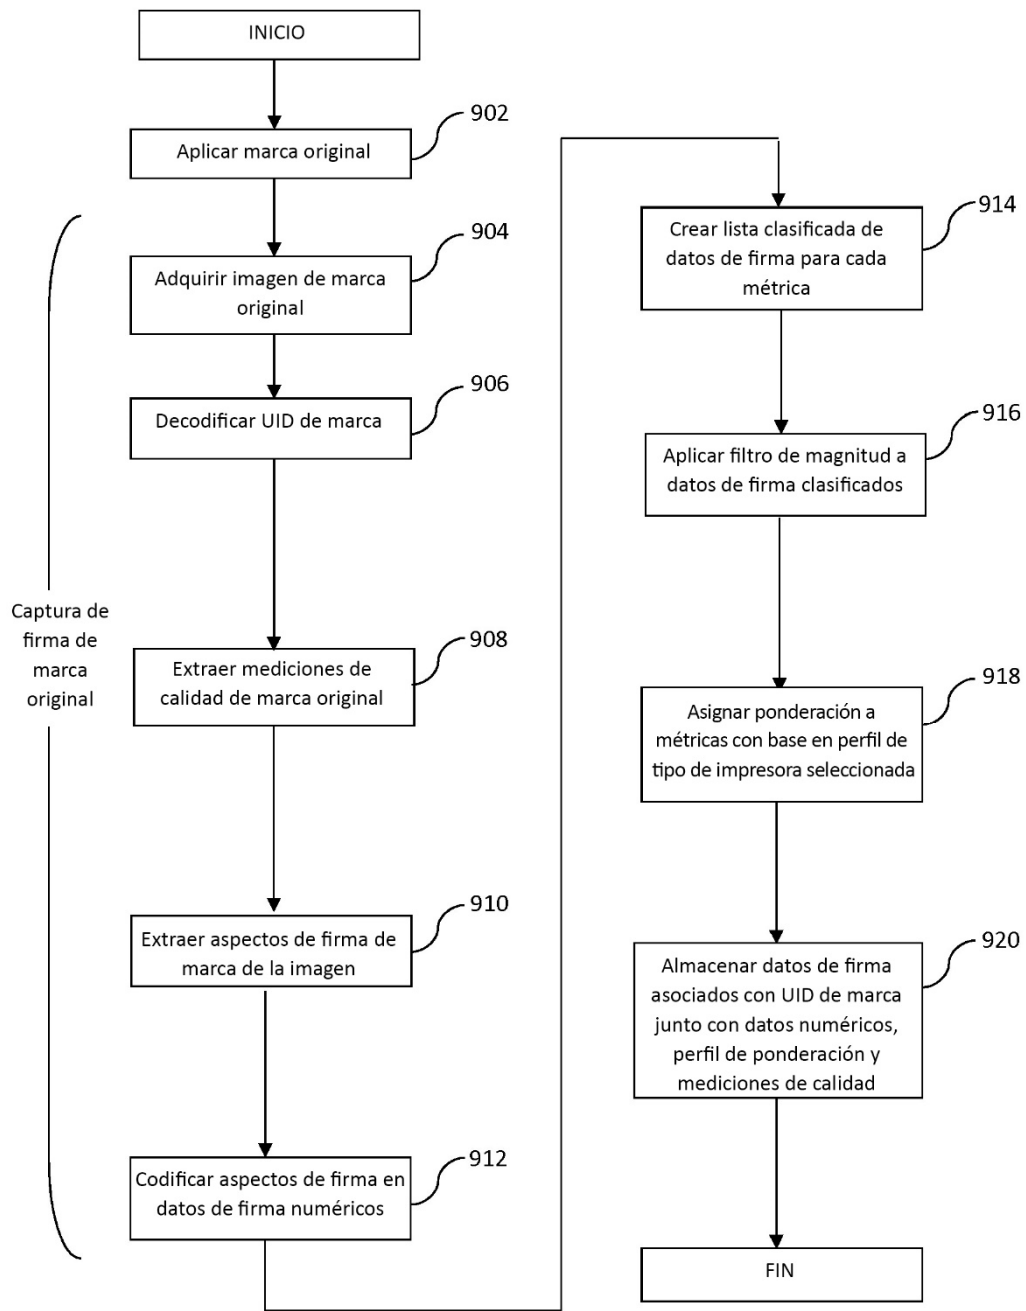 INICIO
902
Aplicar marca original
904
Adquirir imagen de marca
original
906
Decodificar UID de marca
Captura de
firma de
marca
original
908
Extraer mediciones de
calidad de marca original
910
Extraer aspectos de firma de
marca de la imagen
912
Codificar aspectos de firma en
datos de firma numéricos
914
Crear lista clasificada de
datos de firma para cada
métrica
916
Aplicar filtro de magnitud a
datos de firma clasificados
918
Asignar ponderación a
métricas con base en perfil de
tipo de impresora seleccionada
920
Almacenar datos de firma
asociados con UID de marca
junto con datos numéricos,
perfil de ponderación y
mediciones de calidad
FIN